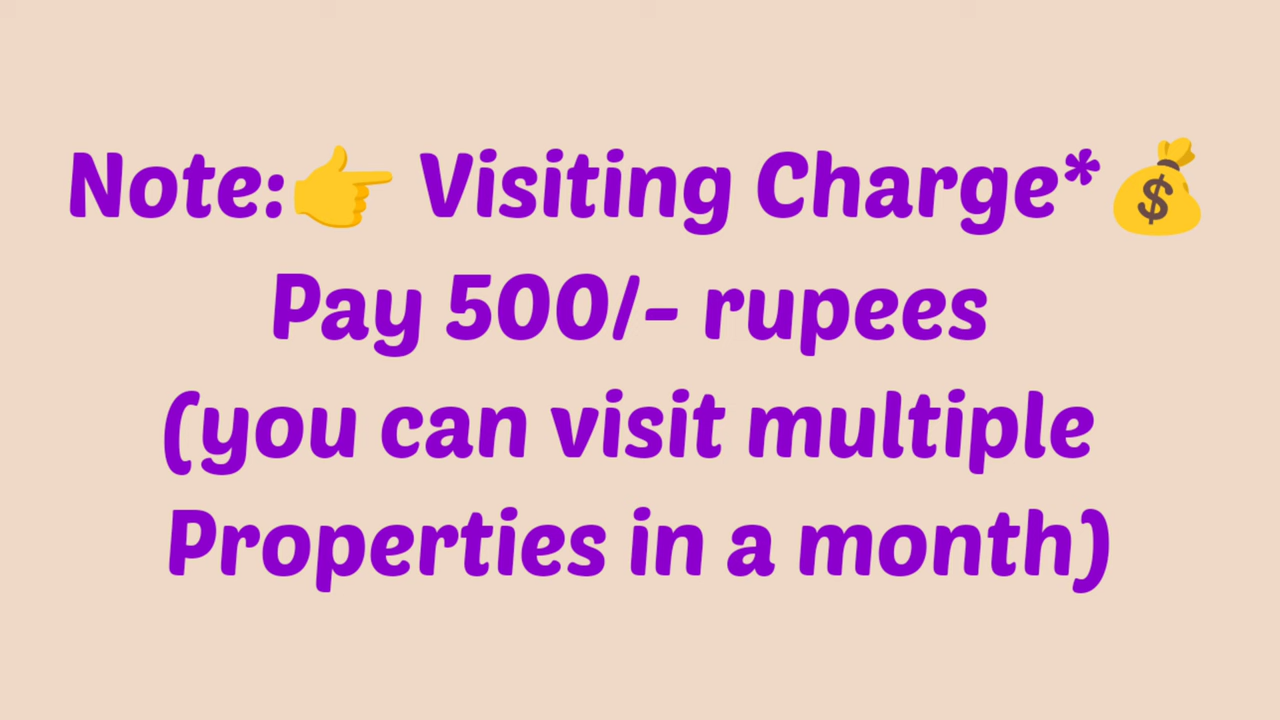 Note:👉 Visiting Charge*💰
Pay 500/- rupees
(you can visit multiple
Properties in a month)